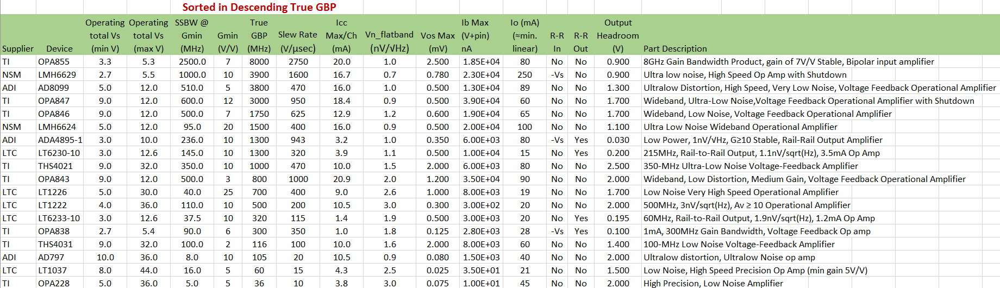 Sorted in Descending True GBP
Operating Operating SSBW @ True Icc Ib Max Io (mA) Output
total Vs total Vs Gmin Gmin GBP Slew Rate Max/Ch Vn_flatband Vos Max (V+pin) (≈min. R-R R-R Headroom
Supplier Device (min V) (max V) (MHz) (V/V) (MHz) (V/µsec) (mA) (nV/√Hz) (mV) nA linear) In Out (V) Part Description
TI OPA855 3.3 5.3 2500.0 7 8000 2750 20.0 1.0 2.500 1.85E+04 80 No No 0.900 8GHz Gain Bandwidth Product, gain of 7V/V Stable, Bipolar input amplifier
NSM LMH6629 2.7 5.5 1000.0 10 3900 1600 16.7 0.7 0.780 2.30E+04 250 -Vs No 0.900 Ultra low noise, High Speed Op Amp with Shutdown
ADI AD8099 5.0 12.0 510.0 5 3800 470 16.0 1.0 0.500 1.30E+04 89 No No 1.300 Ultralow Distortion, High Speed, Very Low Noise, Voltage Feedback Operational Amplifier
TI OPA847 9.0 12.0 600.0 12 3000 950 18.4 0.9 0.500 3.90E+04 60 No No 1.700 Wideband, Ultra-Low Noise,Voltage Feedback Operational Amplifier with Shutdown
TI OPA846 9.0 12.0 500.0 7 1750 625 12.9 1.2 0.600 1.90E+04 65 No No 1.700 Wideband, Low Noise, Voltage Feedback Operational Amplifier
NSM LMH6624 5.0 12.0 95.0 20 1500 400 16.0 0.9 0.500 2.00E+04 100 No No 1.100 Ultra Low Noise Wideband Operational Amplifier
ADI ADA4895-1 3.0 10.0 236.0 10 1300 943 3.2 1.0 0.350 6.00E+03 80 -Vs Yes 0.030 Low Power, 1nV/√Hz, G≥10 Stable, Rail-Rail Output Amplifier
LTC LT6230-10 3.0 12.6 145.0 10 1300 320 3.9 1.1 0.500 1.00E+04 15 No Yes 0.200 215MHz, Rail-to-Rail Output, 1.1nV/sqrt(Hz), 3.5mA Op Amp
TI THS4021 9.0 32.0 350.0 10 1000 470 10.0 1.5 2.000 6.00E+03 80 No No 2.500 350-MHz Ultra-Low Noise Voltage-Feedback Amplifier
TI OPA843 9.0 12.0 500.0 3 800 1000 20.9 2.0 1.200 3.50E+04 90 No No 2.000 Wideband, Low Distortion, Medium Gain, Voltage Feedback Operational Amplifier
LTC LT1226 5.0 30.0 40.0 25 700 400 9.0 2.6 1.000 8.00E+03 19 No No 1.700 Low Noise Very High Speed Operational Amplifier
LTC LT1222 4.0 36.0 110.0 10 500 200 10.5 3.0 0.300 3.00E+02 20 No No 2.000 500MHz, 3nV/sqrt(Hz), Av ≥ 10 Operational Amplifier
LTC LT6233-10 3.0 12.6 37.5 10 320 115 1.4 1.9 0.500 3.00E+03 20 No Yes 0.195 60MHz, Rail-to-Rail Output, 1.9nV/sqrt(Hz), 1.2mA Op Amp
TI OPA838 2.7 5.4 90.0 6 300 350 1.0 1.8 0.125 2.80E+03 28 -Vs Yes 0.100 1mA, 300MHz Gain Bandwidth, Voltage Feedback Op amp
TI THS4031 9.0 32.0 100.0 2 116 100 10.0 1.6 2.000 8.00E+03 60 No No 1.400 100-MHz Low Noise Voltage-Feedback Amplifier
ADI AD797 10.0 36.0 8.0 10 105 20 10.5 0.9 0.080 1.50E+03 40 No No 2.000 Ultralow distortion, Ultralow Noise op amp
LTC LT1037 8.0 44.0 16.0 5 60 15 4.3 2.5 0.025 3.50E+01 21 No No 1.500 Low Noise, High Speed Precision Op Amp (min gain 5V/V)
TI OPA228 5.0 36.0 5.0 5 36 10 3.8 3.0 0.075 1.00E+01 45 No No 2.000 High Precision, Low Noise Amplifier